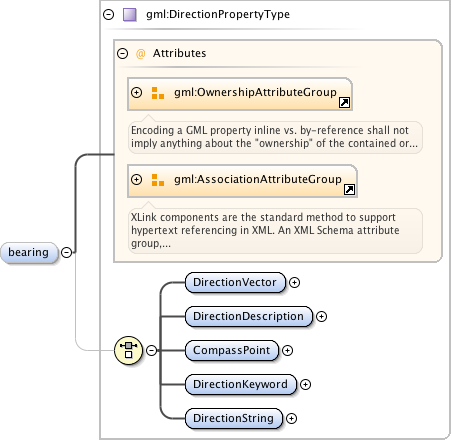 gml:DirectionPropertyType
@ Attributes
gml:OwnershipAttributeGroup
Encoding a GML property inline vs. by-reference shall not
imply anything about the "ownership" of the contained or...
gml:AssociationAttributeGroup
XLink components are the standard method to support
hypertext referencing in XML. An XML Schema attribute
group,...
bearing
DirectionVector
DirectionDescription
CompassPoint
DirectionKeyword
DirectionString